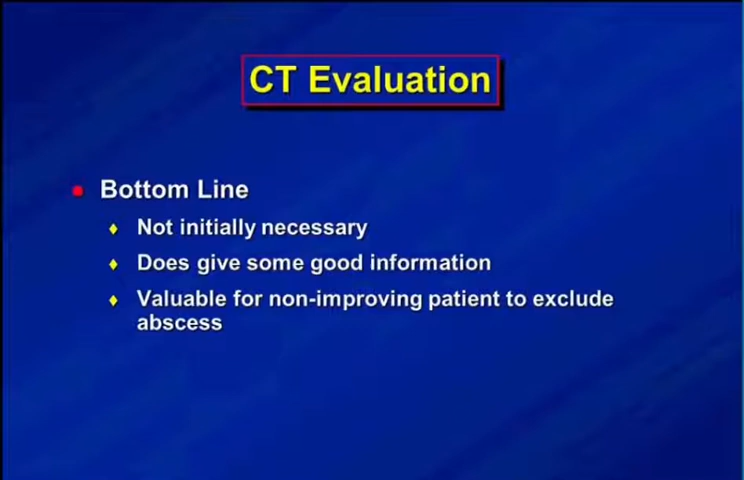 CT Evaluation
Bottom Line
Not initially necessary
Does give some good information
Valuable for non-improving patient to exclude
abscess